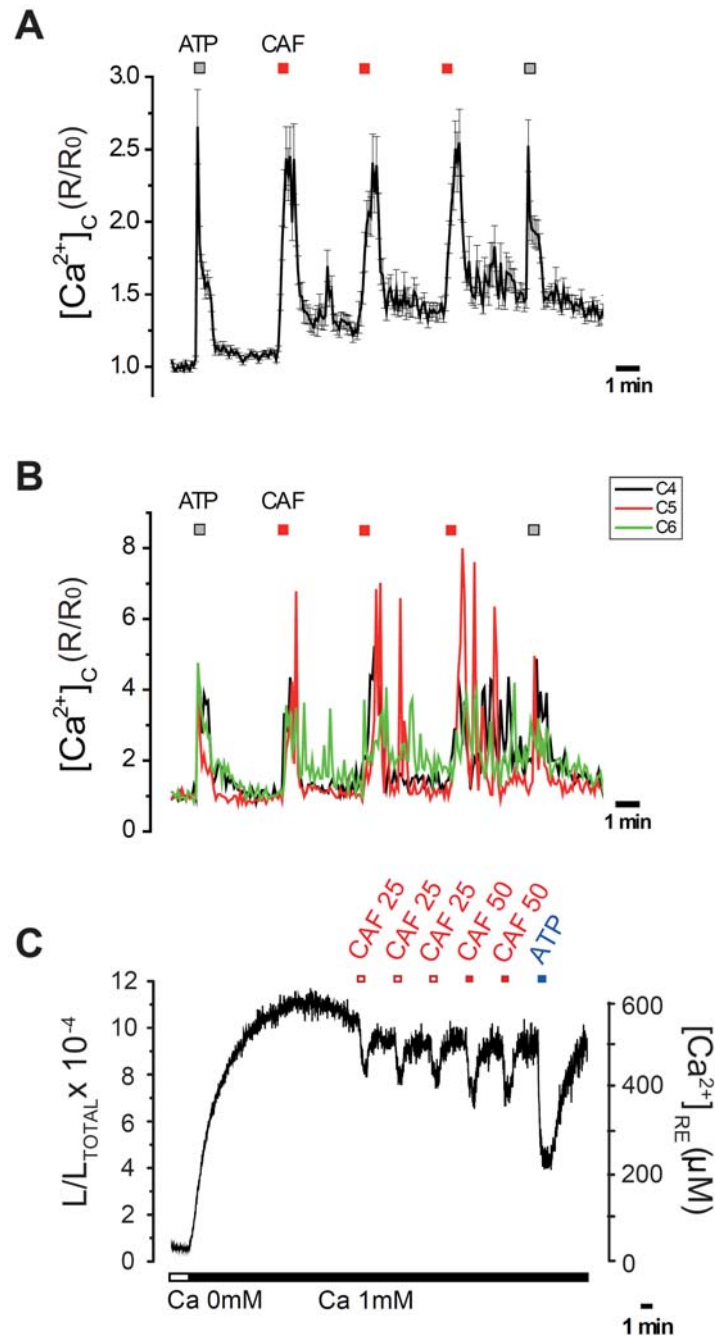 A
ATP CAF
3.0
2.5
2.0
1.5
1.0
[Ca²⁺]C (R/R0)
1 min
B
ATP CAF
C4
C5
C6
8
6
4
2
0
[Ca²⁺]C (R/R0)
1 min
C
CAF 25 CAF 25 CAF 25 CAF 50 CAF 50 ATP
12
10
8
6
4
2
0
L/LTOTAL x 10⁻⁴
600
400
200
0
[Ca²⁺]RE (µM)
Ca 0mM Ca 1mM
1 min